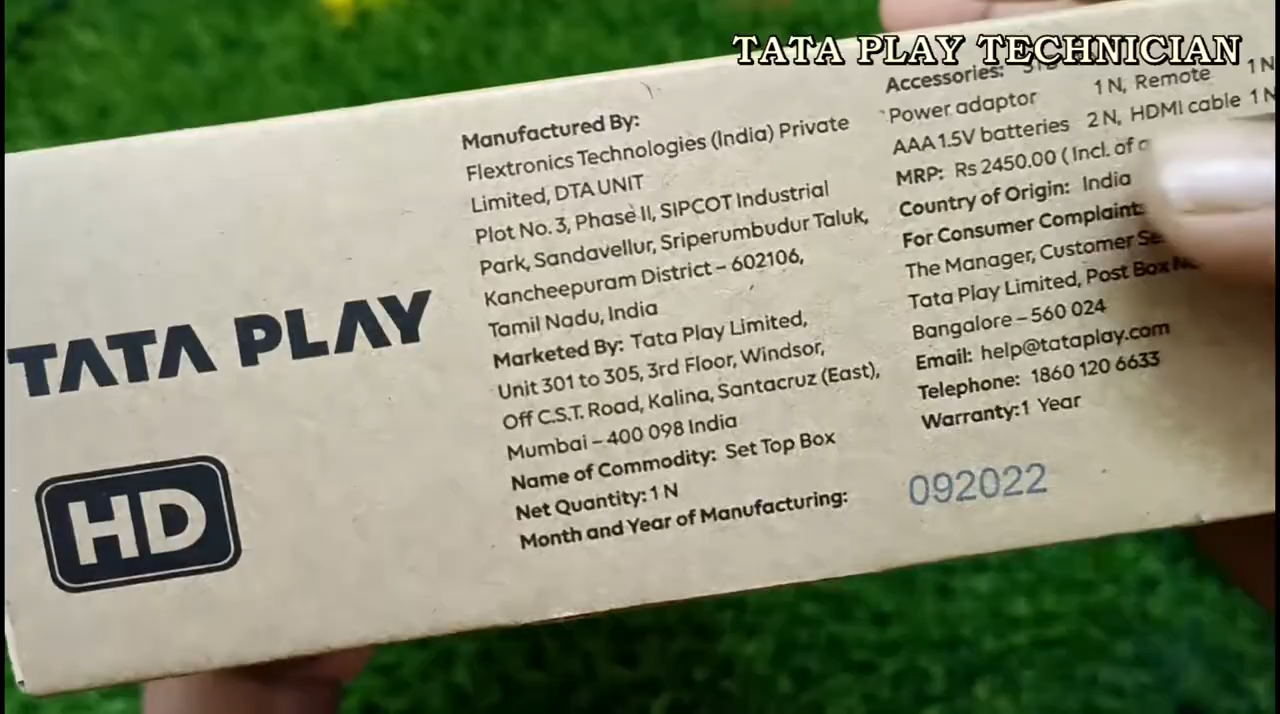 TATA PLAY TECHNICIAN
TATA PLAY
HD
Manufactured By:
Flextronics Technologies (India) Private
Limited, DTA UNIT
Plot No. 3, Phase II, SIPCOT Industrial
Park, Sandavellur, Sriperumbudur Taluk,
Kancheepuram District – 602106,
Tamil Nadu, India
Marketed By: Tata Play Limited,
Unit 301 to 305, 3rd Floor, Windsor,
Off C.S.T. Road, Kalina, Santacruz (East),
Mumbai – 400 098 India
Name of Commodity: Set Top Box
Net Quantity: 1 N
Month and Year of Manufacturing: 092022
Accessories: 1 N
Power adaptor 1 N, Remote
AAA 1.5V batteries 2 N, HDMI cable 1 N
MRP: Rs 2450.00 ( Incl. of
Country of Origin: India
For Consumer Complaints
The Manager, Customer
Tata Play Limited, Post Box
Bangalore – 560 024
Email: help@tataplay.com
Telephone: 1860 120 6633
Warranty:1 Year